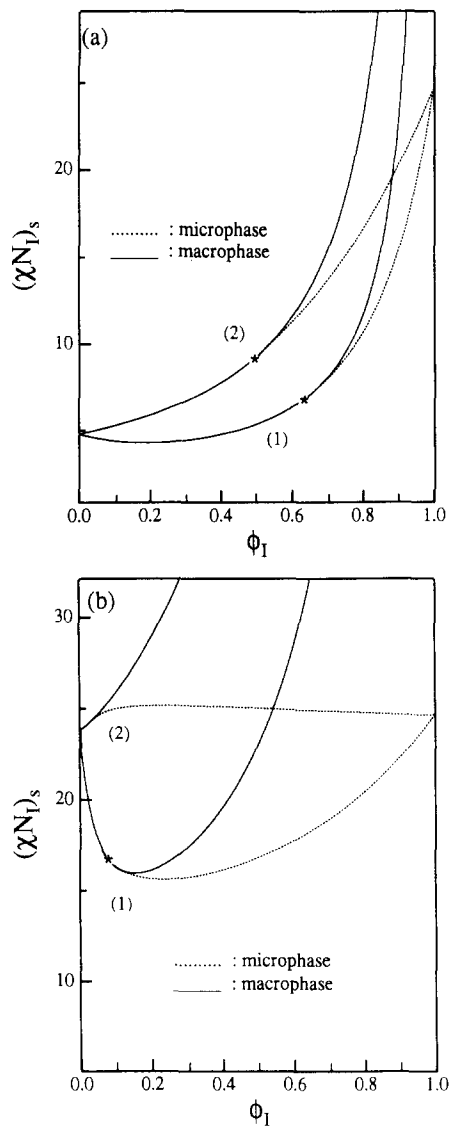 (a)
20
10
(χN_I)_s
........ : microphase
——— : macrophase
(2)
(1)
0.0 0.2 0.4 0.6 0.8 1.0
ϕ_I
(b)
30
20
10
(χN_I)_s
(2)
(1)
........ : microphase
——— : macrophase
0.0 0.2 0.4 0.6 0.8 1.0
ϕ_I